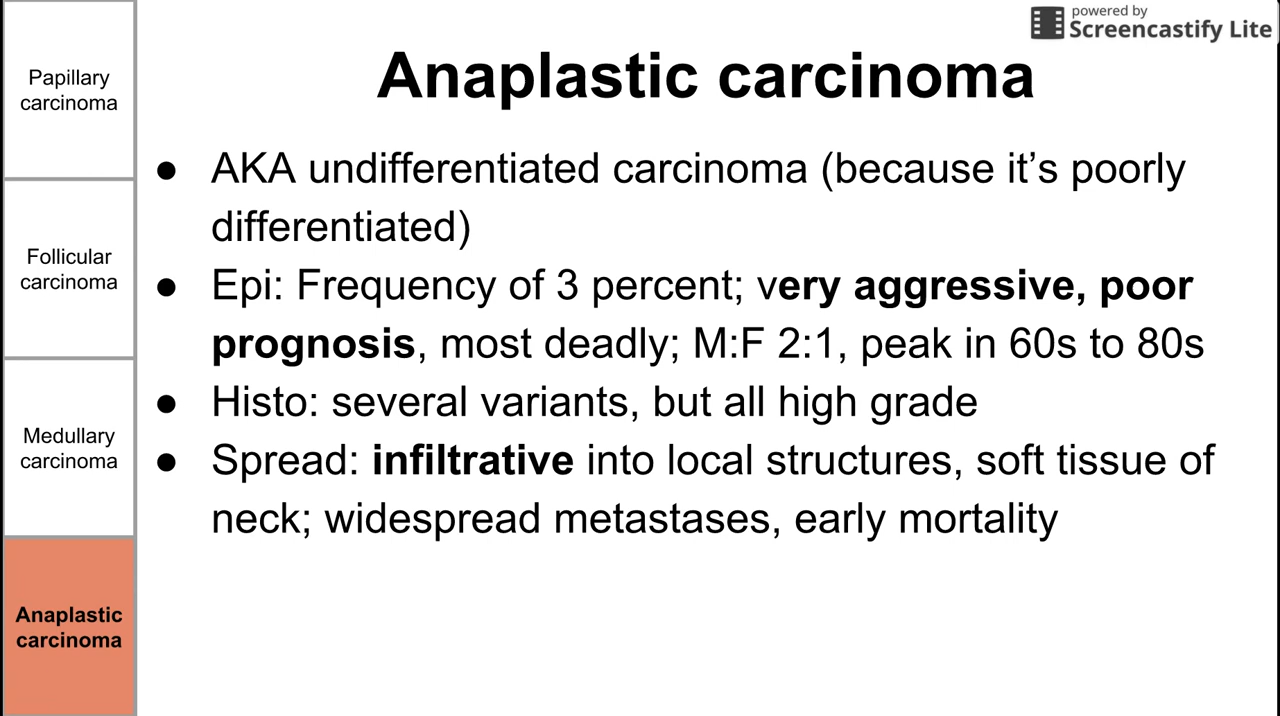 powered by
Screencastify Lite
Papillary
carcinoma
Follicular
carcinoma
Medullary
carcinoma
Anaplastic
carcinoma
Anaplastic carcinoma
● AKA undifferentiated carcinoma (because it’s poorly
differentiated)
● Epi: Frequency of 3 percent; very aggressive, poor
prognosis, most deadly; M:F 2:1, peak in 60s to 80s
● Histo: several variants, but all high grade
● Spread: infiltrative into local structures, soft tissue of
neck; widespread metastases, early mortality